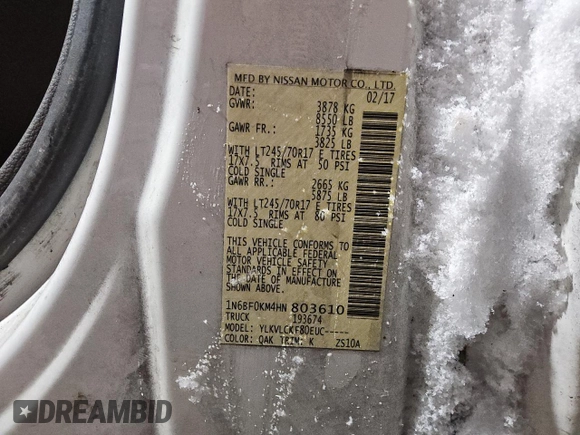 MFD BY NISSAN MOTOR CO., LTD.
DATE: 02/17
GVWR: 3878 KG
8550 LB
GAWR FR.: 1735 KG
3825 LB
WITH LT245/70R17 E TIRES
17X7.5 RIMS AT 50 PSI
COLD SINGLE
GAWR RR.: 2665 KG
5875 LB
WITH LT245/70R17 E TIRES
17X7.5 RIMS AT 80 PSI
COLD SINGLE
THIS VEHICLE CONFORMS TO
ALL APPLICABLE FEDERAL
MOTOR VEHICLE SAFETY
STANDARDS IN EFFECT ON
THE DATE OF MANUFACTURE
SHOWN ABOVE.
1N6BF0KM4HN803610
TRUCK 193674
MODEL: YLKVLCKF80EUC-----
COLOR: QAK TRIM: K ZS10A
DREAMBID